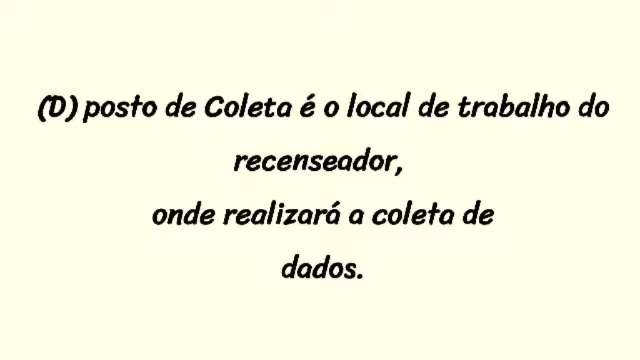 (D) posto de Coleta é o local de trabalho do
recenseador,
onde realizará a coleta de
dados.